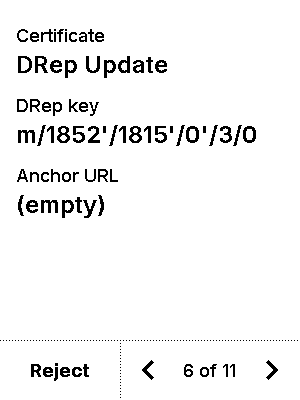 Certificate
DRep Update
DRep key
m/1852'/1815'/0'/3/0
Anchor URL
(empty)
Reject
6 of 11